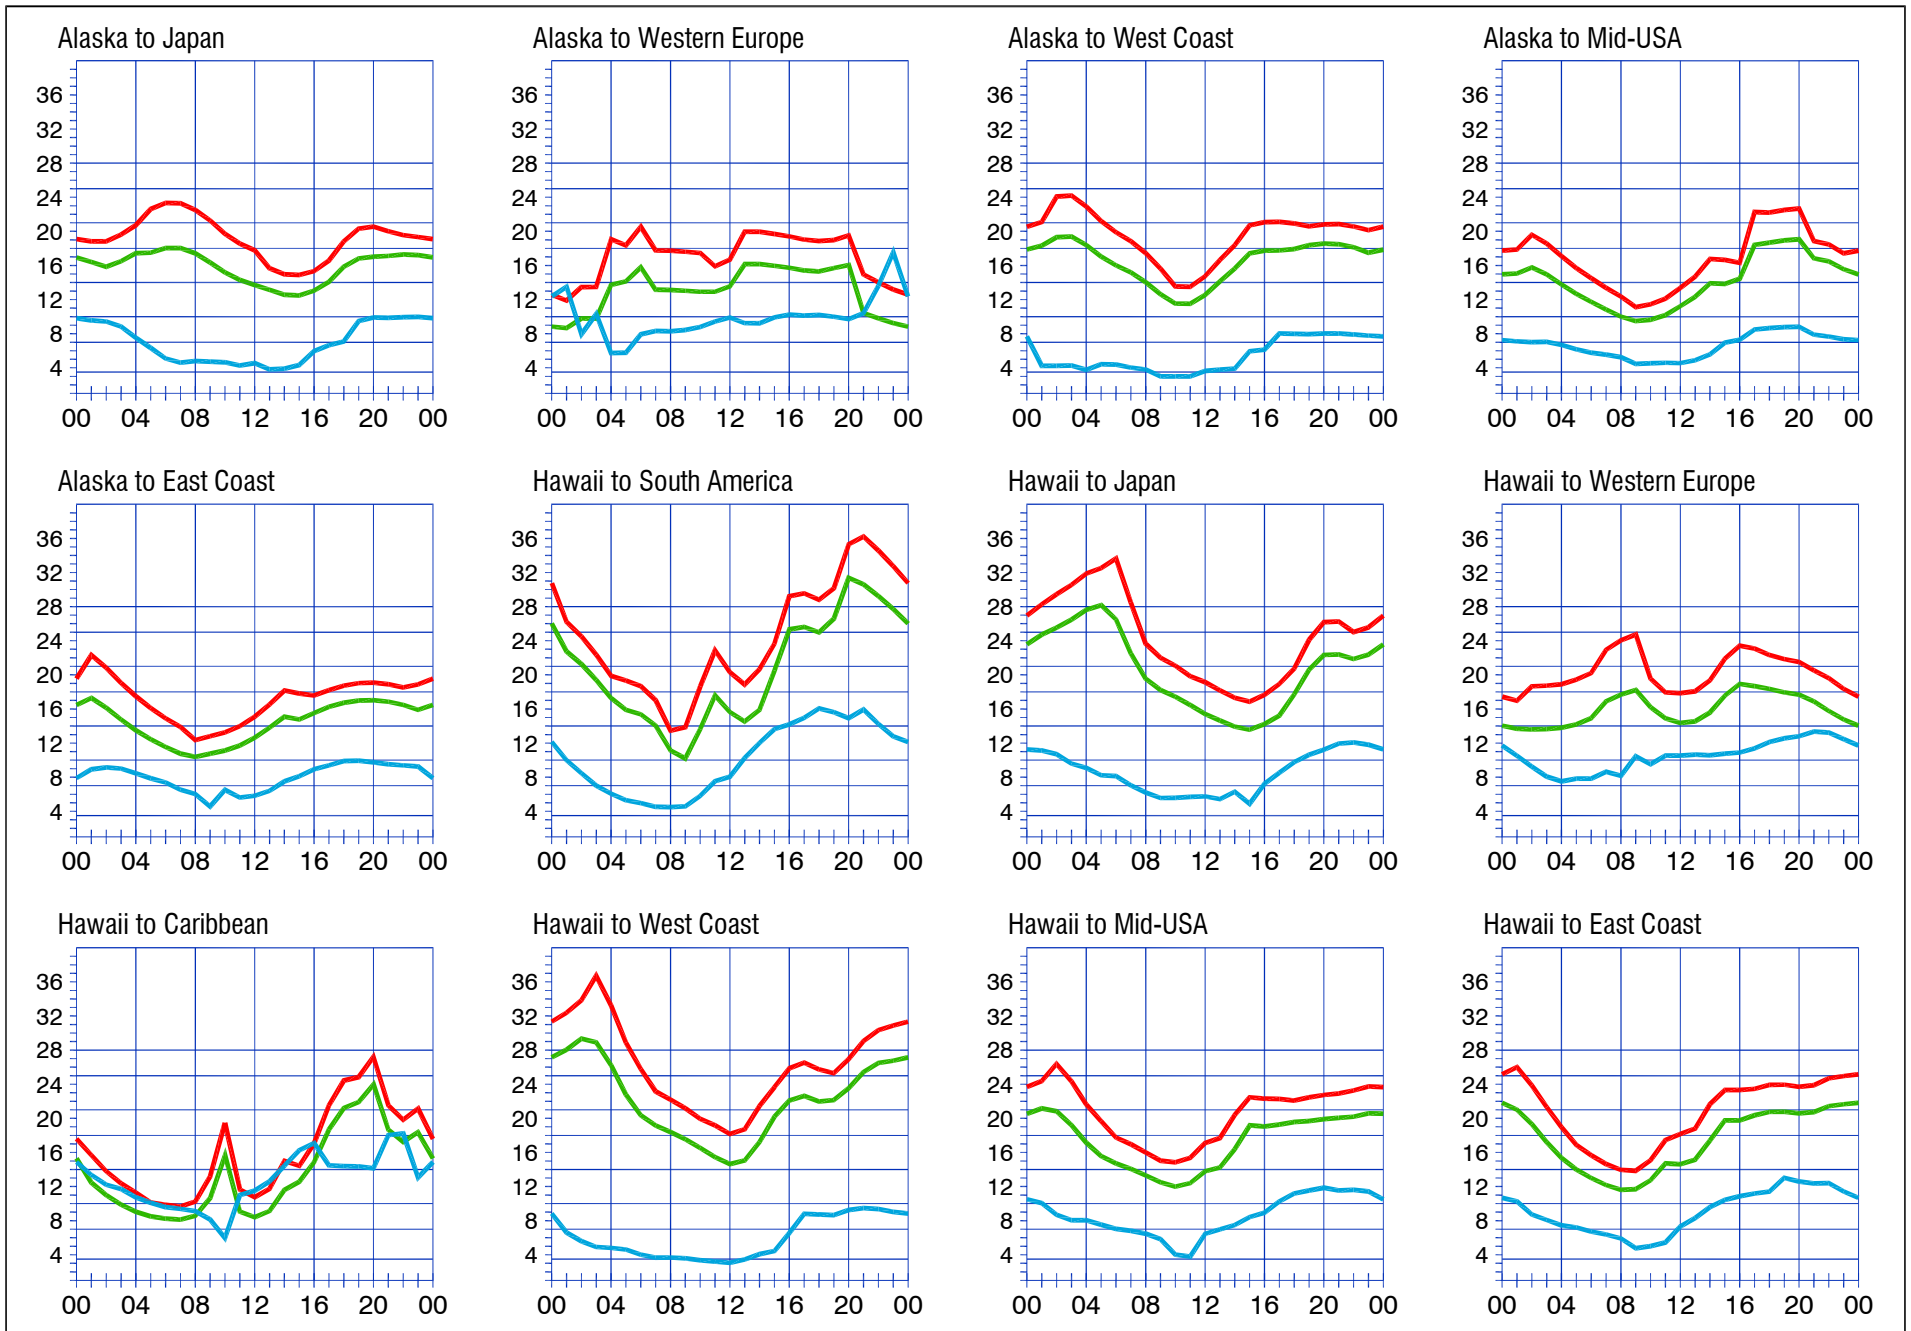 Alaska to Japan
Alaska to Western Europe
Alaska to West Coast
Alaska to Mid-USA
36 36 36 36
32 32 32 32
28 28 28 28
24 24 24 24
20 20 20 20
16 16 16 16
12 12 12 12
8 8 8 8
4 4 4 4
00 04 08 12 16 20 00 00 04 08 12 16 20 00 00 04 08 12 16 20 00 00 04 08 12 16 20 00
Alaska to East Coast
Hawaii to South America
Hawaii to Japan
Hawaii to Western Europe
36 36 36 36
32 32 32 32
28 28 28 28
24 24 24 24
20 20 20 20
16 16 16 16
12 12 12 12
8 8 8 8
4 4 4 4
00 04 08 12 16 20 00 00 04 08 12 16 20 00 00 04 08 12 16 20 00 00 04 08 12 16 20 00
Hawaii to Caribbean
Hawaii to West Coast
Hawaii to Mid-USA
Hawaii to East Coast
36 36 36 36
32 32 32 32
28 28 28 28
24 24 24 24
20 20 20 20
16 16 16 16
12 12 12 12
8 8 8 8
4 4 4 4
00 04 08 12 16 20 00 00 04 08 12 16 20 00 00 04 08 12 16 20 00 00 04 08 12 16 20 00